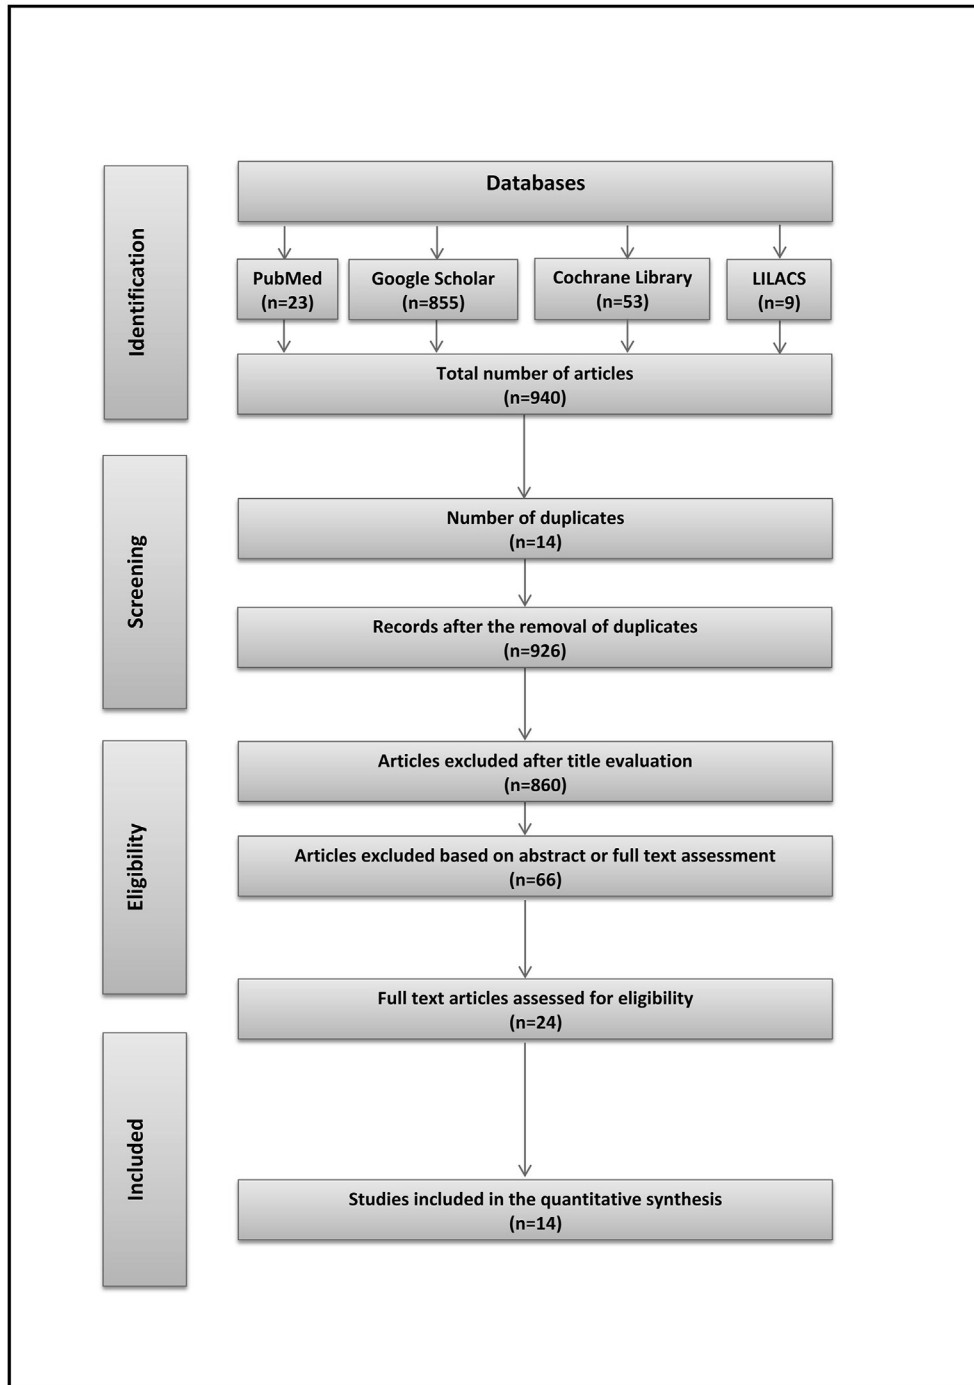 Identification
Databases
PubMed
(n=23)
Google Scholar
(n=855)
Cochrane Library
(n=53)
LILACS
(n=9)
Total number of articles
(n=940)
Screening
Number of duplicates
(n=14)
Records after the removal of duplicates
(n=926)
Eligibility
Articles excluded after title evaluation
(n=860)
Articles excluded based on abstract or full text assessment
(n=66)
Full text articles assessed for eligibility
(n=24)
Included
Studies included in the quantitative synthesis
(n=14)